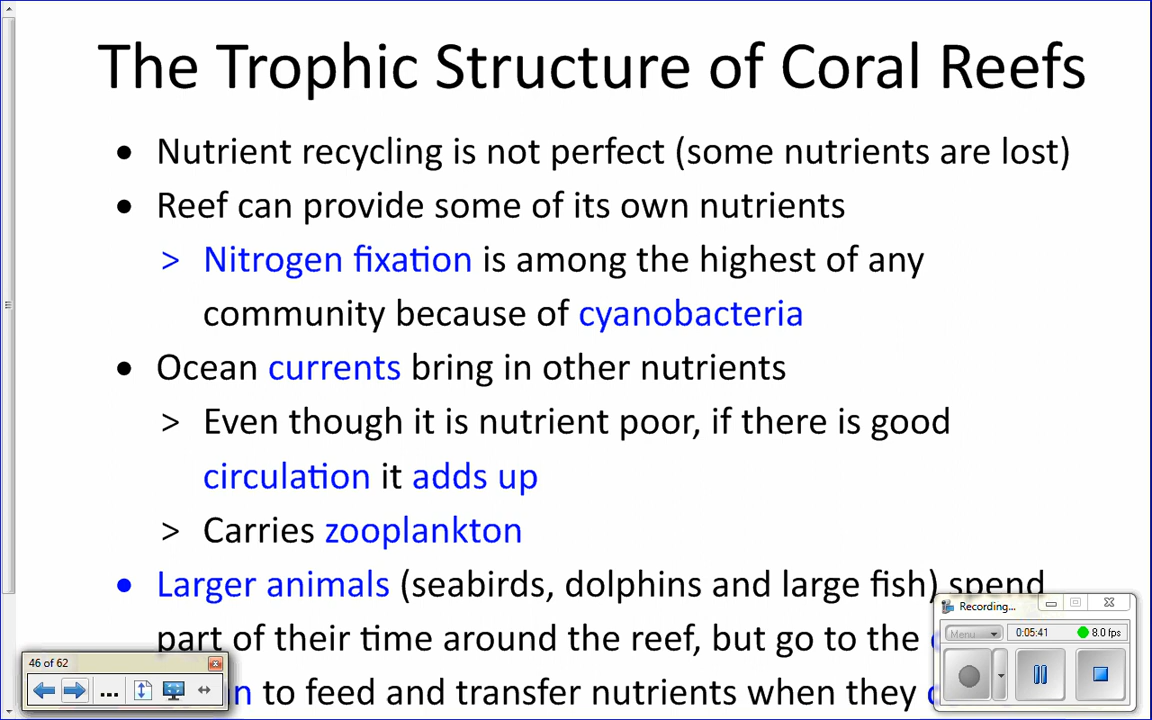 The Trophic Structure of Coral Reefs
• Nutrient recycling is not perfect (some nutrients are lost)
• Reef can provide some of its own nutrients
> Nitrogen fixation is among the highest of any
community because of cyanobacteria
• Ocean currents bring in other nutrients
> Even though it is nutrient poor, if there is good
circulation it adds up
> Carries zooplankton
• Larger animals (seabirds, dolphins and large fish) spend
part of their time around the reef, but go to the
to feed and transfer nutrients when they
Recording...
Menu
0:05:41
8.0 fps
46 of 62